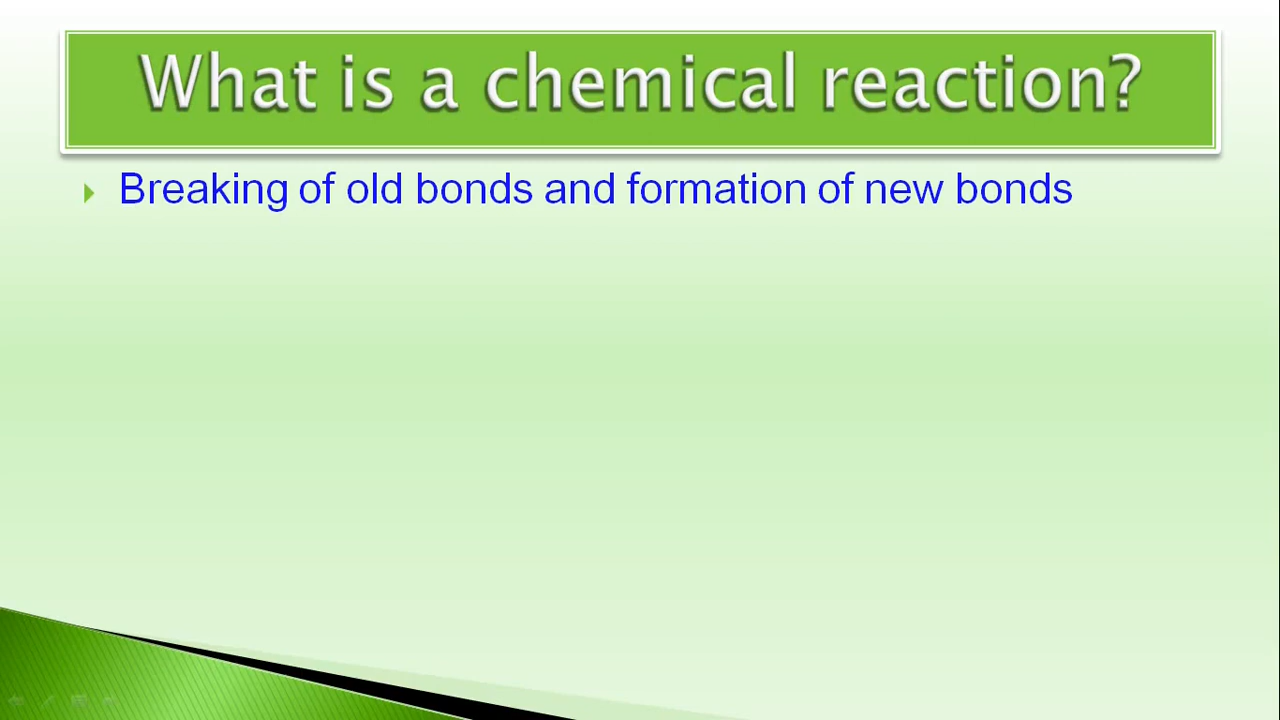 What is a chemical reaction?
Breaking of old bonds and formation of new bonds